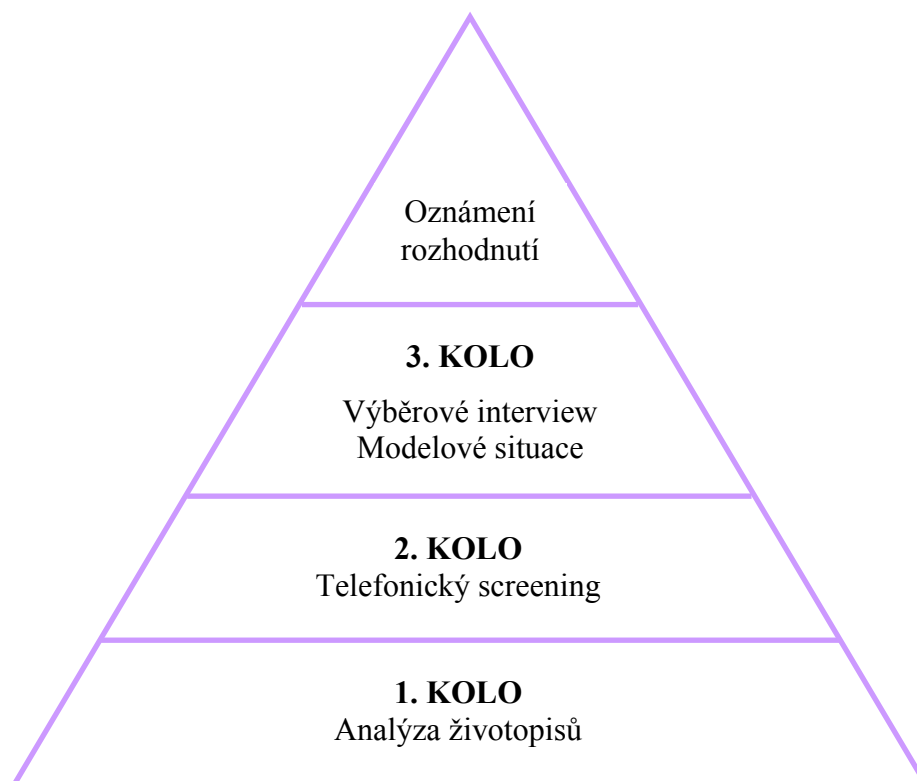 Oznámení
rozhodnutí
3. KOLO
Výběrové interview
Modelové situace
2. KOLO
Telefonický screening
1. KOLO
Analýza životopisů